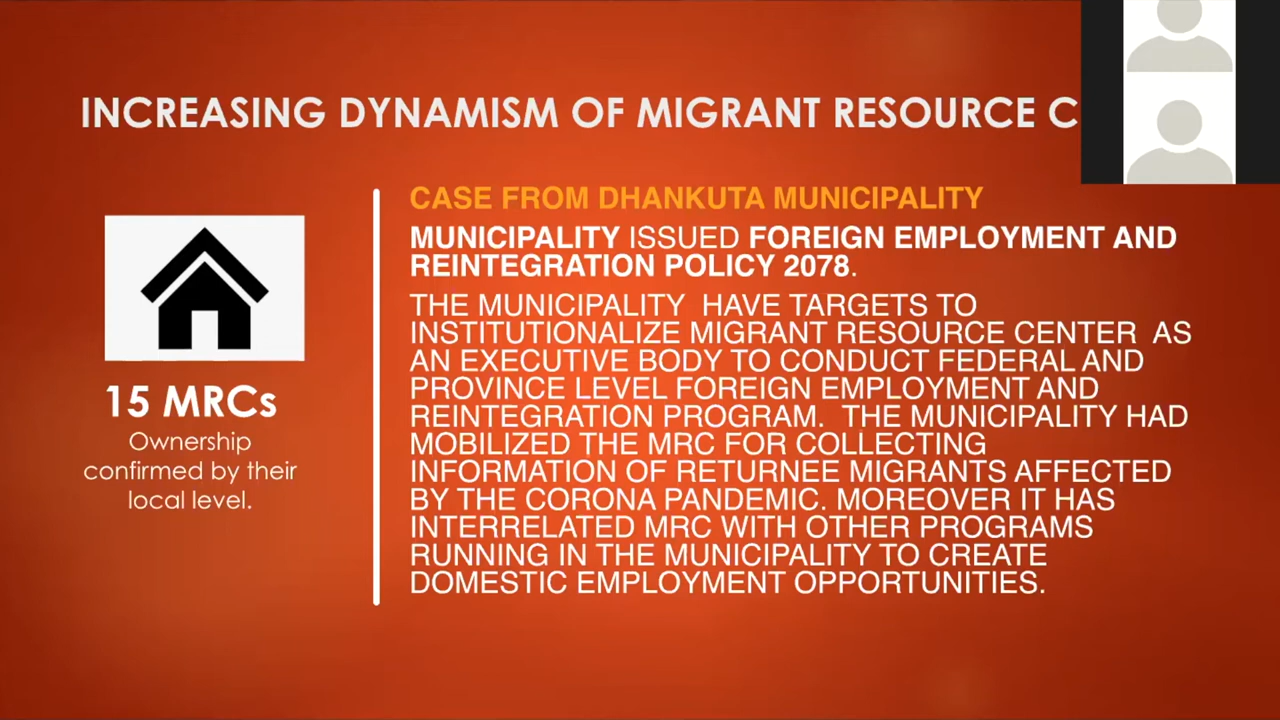 INCREASING DYNAMISM OF MIGRANT RESOURCE C
15 MRCs
Ownership
confirmed by their
local level.
CASE FROM DHANKUTA MUNICIPALITY
MUNICIPALITY ISSUED FOREIGN EMPLOYMENT AND
REINTEGRATION POLICY 2078.
THE MUNICIPALITY HAVE TARGETS TO
INSTITUTIONALIZE MIGRANT RESOURCE CENTER AS
AN EXECUTIVE BODY TO CONDUCT FEDERAL AND
PROVINCE LEVEL FOREIGN EMPLOYMENT AND
REINTEGRATION PROGRAM. THE MUNICIPALITY HAD
MOBILIZED THE MRC FOR COLLECTING
INFORMATION OF RETURNEE MIGRANTS AFFECTED
BY THE CORONA PANDEMIC. MOREOVER IT HAS
INTERRELATED MRC WITH OTHER PROGRAMS
RUNNING IN THE MUNICIPALITY TO CREATE
DOMESTIC EMPLOYMENT OPPORTUNITIES.